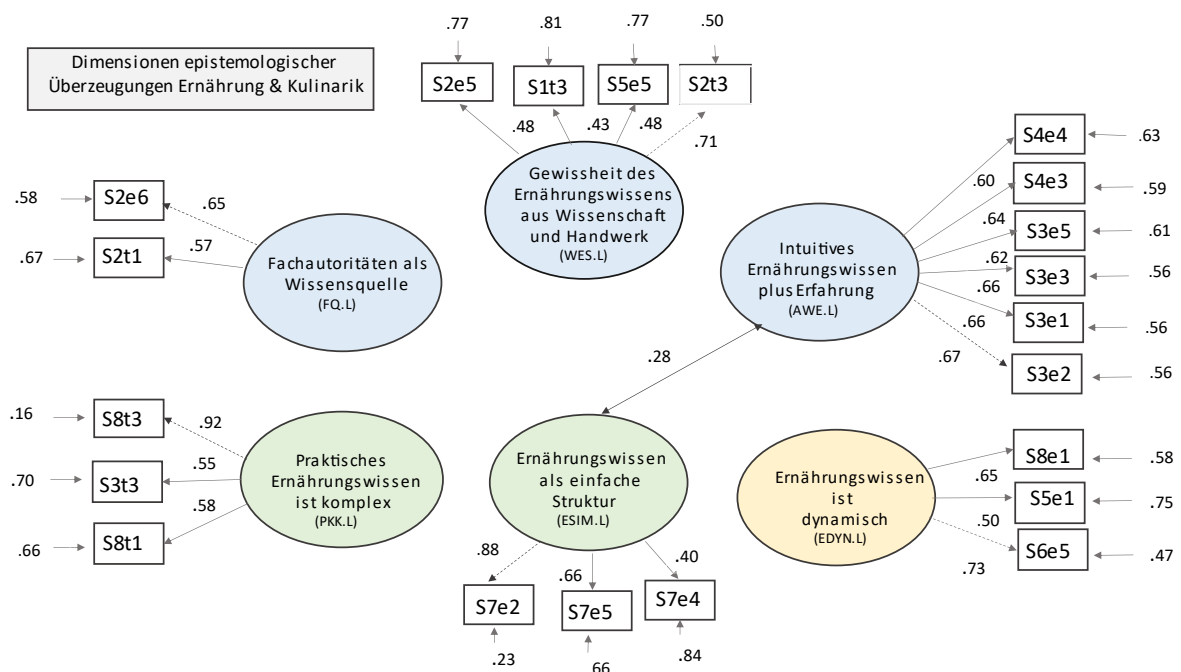 Dimensionen epistemologischer
Überzeugungen Ernährung & Kulinarik
.77
.81
.77
.50
S2e5
S1t3
S5e5
S2t3
.48
.43
.48
.71
Gewissheit des
Ernährungswissens
aus Wissenschaft
und Handwerk
(WES.L)
.58
S2e6
.65
.67
S2t1
.57
Fachautoritäten als
Wissensquelle
(FQ.L)
Intuitives
Ernährungswissen
plus Erfahrung
(AWE.L)
S4e4
.63
.60
S4e3
.59
.64
S3e5
.61
.62
S3e3
.56
.66
S3e1
.56
.66
S3e2
.56
.67
.28
.16
S8t3
.92
.70
S3t3
.55
.66
S8t1
.58
Praktisches
Ernährungswissen
ist komplex
(PKK.L)
Ernährungswissen
als einfache
Struktur
(ESIM.L)
.88
.66
.40
S7e2
S7e5
S7e4
.23
.66
.84
Ernährungswissen
ist
dynamisch
(EDYN.L)
S8e1
.58
.65
S5e1
.75
.50
S6e5
.47
.73